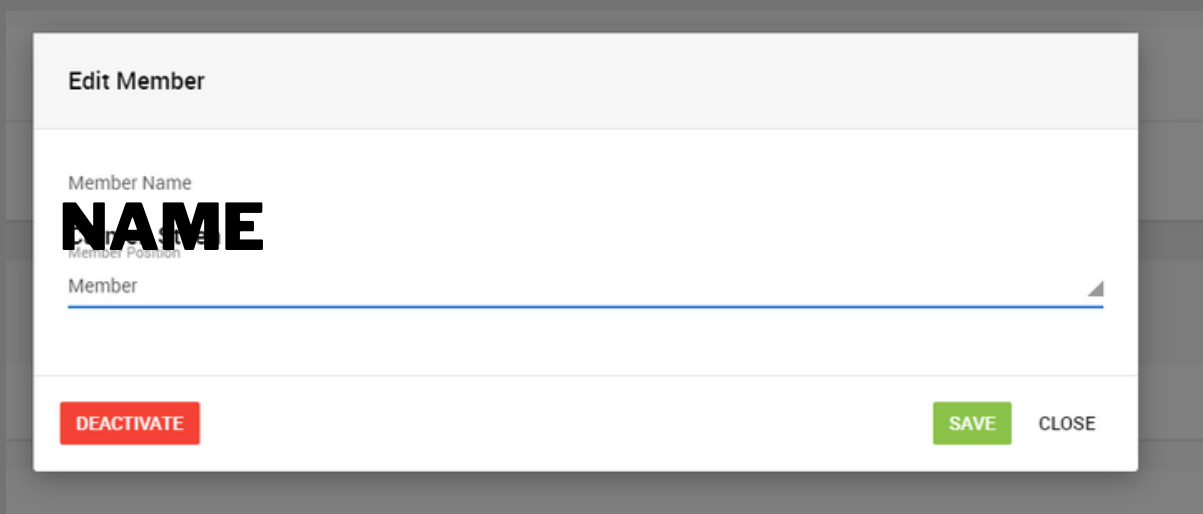 Edit Member
Member Name
NAME
Member Position
Member
DEACTIVATE
SAVE
CLOSE